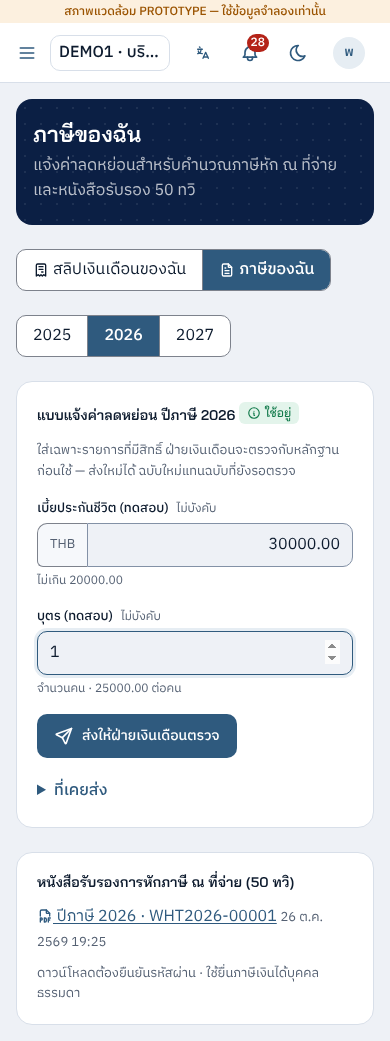 สภาพแวดล้อม PROTOTYPE — ใช้ข้อมูลจำลองเท่านั้น
DEMO1 · บริ...
28
ว
ภาษีของฉัน
แจ้งค่าลดหย่อนสำหรับคำนวณภาษีหัก ณ ที่จ่าย
และหนังสือรับรอง 50 ทวิ
สลิปเงินเดือนของฉัน
ภาษีของฉัน
2025
2026
2027
แบบแจ้งค่าลดหย่อน ปีภาษี 2026 ใช้อยู่
ใส่เฉพาะรายการที่มีสิทธิ์ ฝ่ายเงินเดือนจะตรวจกับหลักฐาน
ก่อนใช้ — ส่งใหม่ได้ ฉบับใหม่แทนฉบับที่ยังรอตรวจ
เบี้ยประกันชีวิต (ทดสอบ) ไม่บังคับ
THB 30000.00
ไม่เกิน 20000.00
บุตร (ทดสอบ) ไม่บังคับ
1
จำนวนคน · 25000.00 ต่อคน
ส่งให้ฝ่ายเงินเดือนตรวจ
ที่เคยส่ง
หนังสือรับรองการหักภาษี ณ ที่จ่าย (50 ทวิ)
PDF ปีภาษี 2026 · WHT2026-00001 26 ต.ค.
2569 19:25
ดาวน์โหลดต้องยืนยันรหัสผ่าน · ใช้ยื่นภาษีเงินได้บุคคล
ธรรมดา